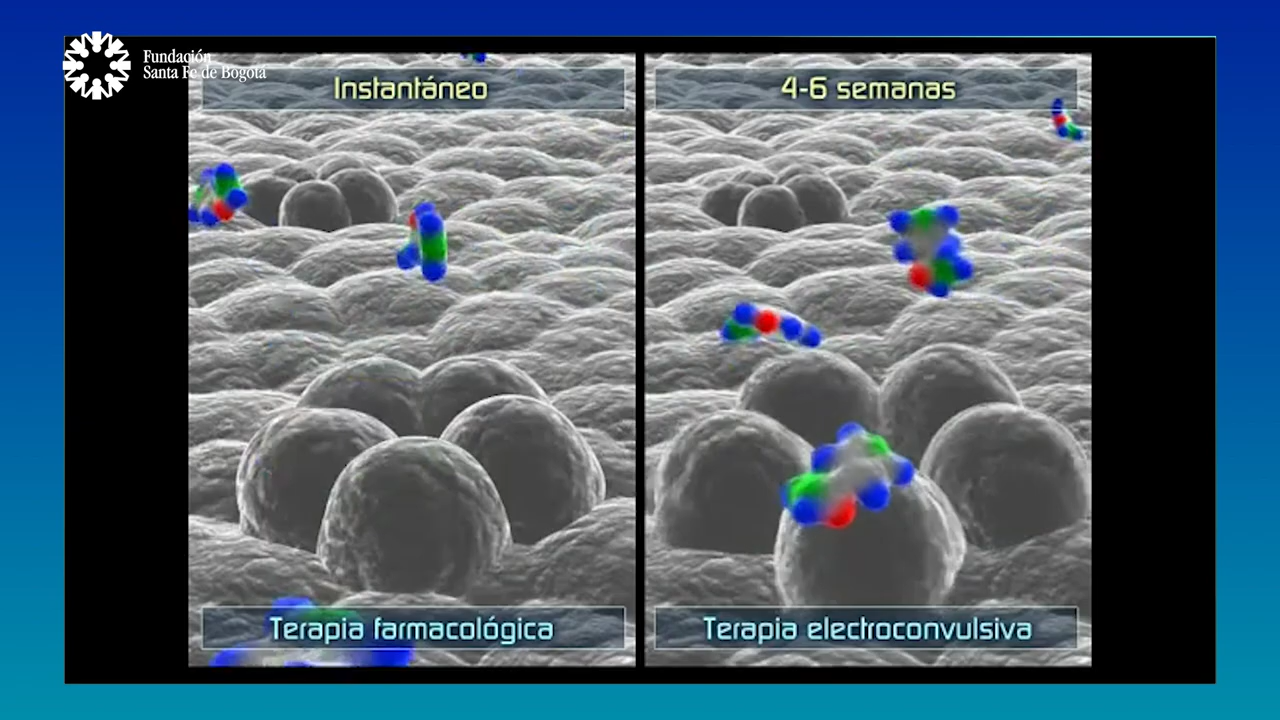 Fundación
Santa Fe de Bogotá
Instantáneo
4-6 semanas
Terapia farmacológica
Terapia electroconvulsiva